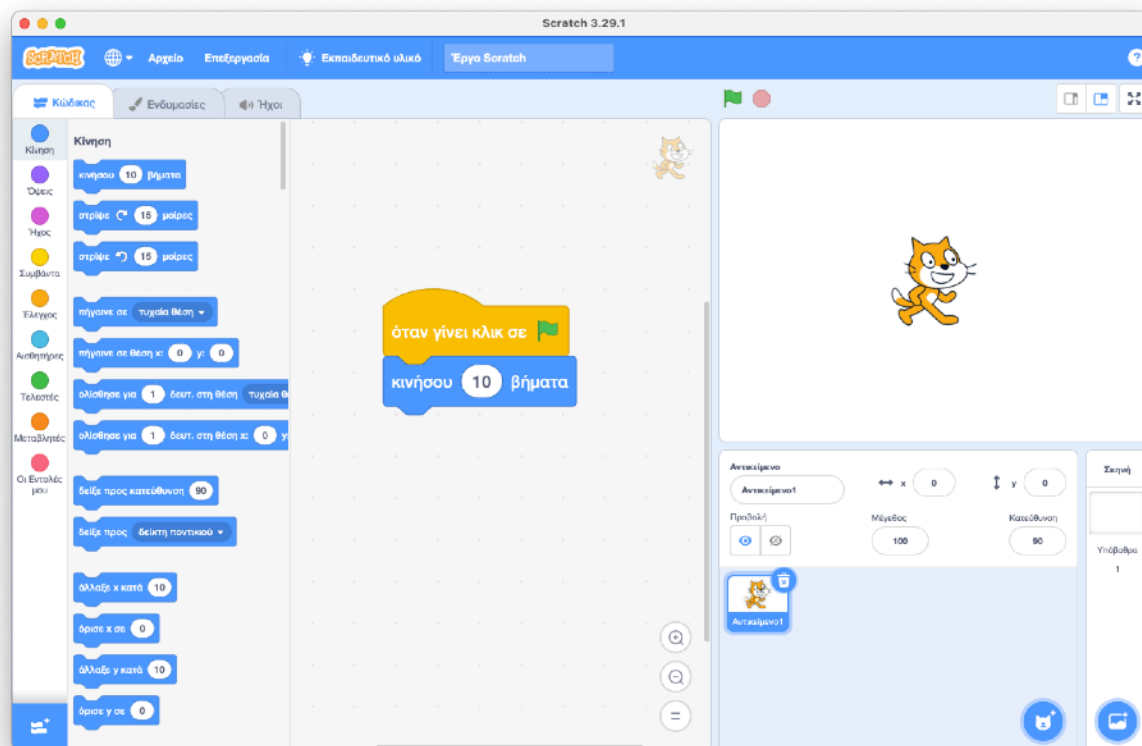 Scratch 3.29.1
SCRATCH
Αρχείο Επεξεργασία Εκπαιδευτικό υλικό Έργο Scratch ?
Κώδικας Ενδυμασίες Ήχοι
Κίνηση
Όψεις
Ήχος
Συμβάντα
Έλεγχος
Αισθητήρες
Τελεστές
Μεταβλητές
Οι Εντολές
μου
Κίνηση
κινήσου 10 βήματα
στρίψε 15 μοίρες
στρίψε 15 μοίρες
πήγαινε σε τυχαία θέση
πήγαινε σε θέση x: 0 y: 0
ολίσθησε για 1 δευτ. στη θέση τυχαία θ
ολίσθησε για 1 δευτ. στη θέση x: 0 y:
δείξε προς κατεύθυνση 90
δείξε προς δείκτη ποντικιού
άλλαξε x κατά 10
όρισε x σε 0
άλλαξε y κατά 10
όρισε y σε 0
όταν γίνει κλικ σε
κινήσου 10 βήματα
Αντικείμενο
Αντικείμενο1
x 0 y 0
Προβολή Μέγεθος Κατεύθυνση
100 90
Αντικείμενο1
Σκηνή
Υπόβαθρα
1